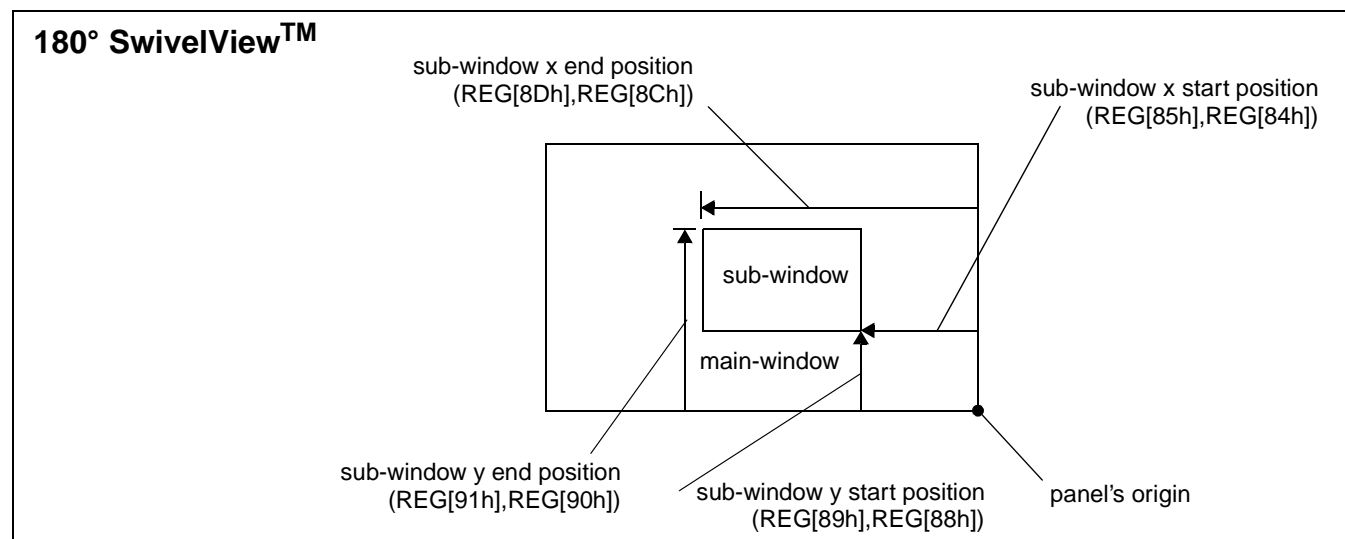 180° SwivelView™
sub-window x end position
(REG[8Dh],REG[8Ch])
sub-window x start position
(REG[85h],REG[84h])
sub-window
main-window
sub-window y end position
(REG[91h],REG[90h])
sub-window y start position
(REG[89h],REG[88h])
panel's origin